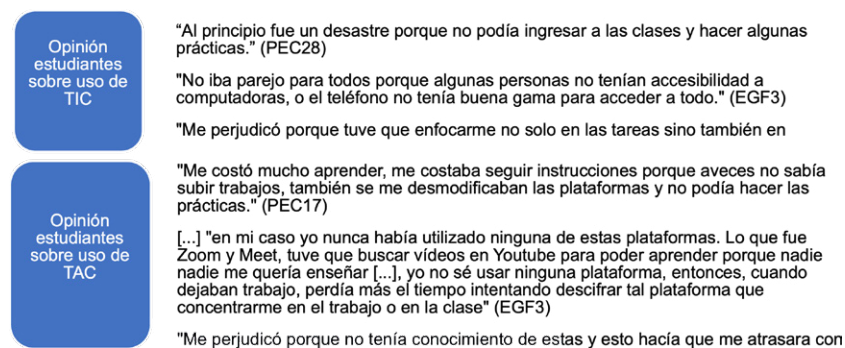 Opinión
estudiantes
sobre uso de
TIC
“Al principio fue un desastre porque no podía ingresar a las clases y hacer algunas
prácticas.” (PEC28)
"No iba parejo para todos porque algunas personas no tenían accesibilidad a
computadoras, o el teléfono no tenía buena gama para acceder a todo." (EGF3)
"Me perjudicó porque tuve que enfocarme no solo en las tareas sino también en
Opinión
estudiantes
sobre uso de
TAC
"Me costó mucho aprender, me costaba seguir instrucciones porque aveces no sabía
subir trabajos, también se me desmodificaban las plataformas y no podía hacer las
prácticas." (PEC17)
[...] "en mi caso yo nunca había utilizado ninguna de estas plataformas. Lo que fue
Zoom y Meet, tuve que buscar vídeos en Youtube para poder aprender porque nadie
nadie me quería enseñar [...], yo no sé usar ninguna plataforma, entonces, cuando
dejaban trabajo, perdía más el tiempo intentando descifrar tal plataforma que
concentrarme en el trabajo o en la clase" (EGF3)
"Me perjudicó porque no tenía conocimiento de estas y esto hacía que me atrasara con